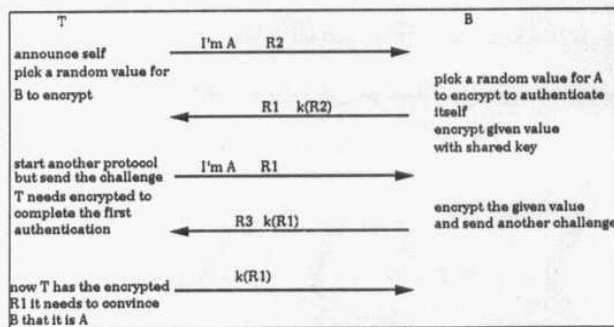 T
B
announce self
pick a random value for
B to encrypt
I'm A R2
pick a random value for A
to encrypt to authenticate
itself
encrypt given value
with shared key
R1 k(R2)
start another protocol
but send the challenge
T needs encrypted to
complete the first
authentication
I'm A R1
encrypt the given value
and send another challenge
R3 k(R1)
now T has the encrypted
R1 it needs to convince
B that it is A
k(R1)